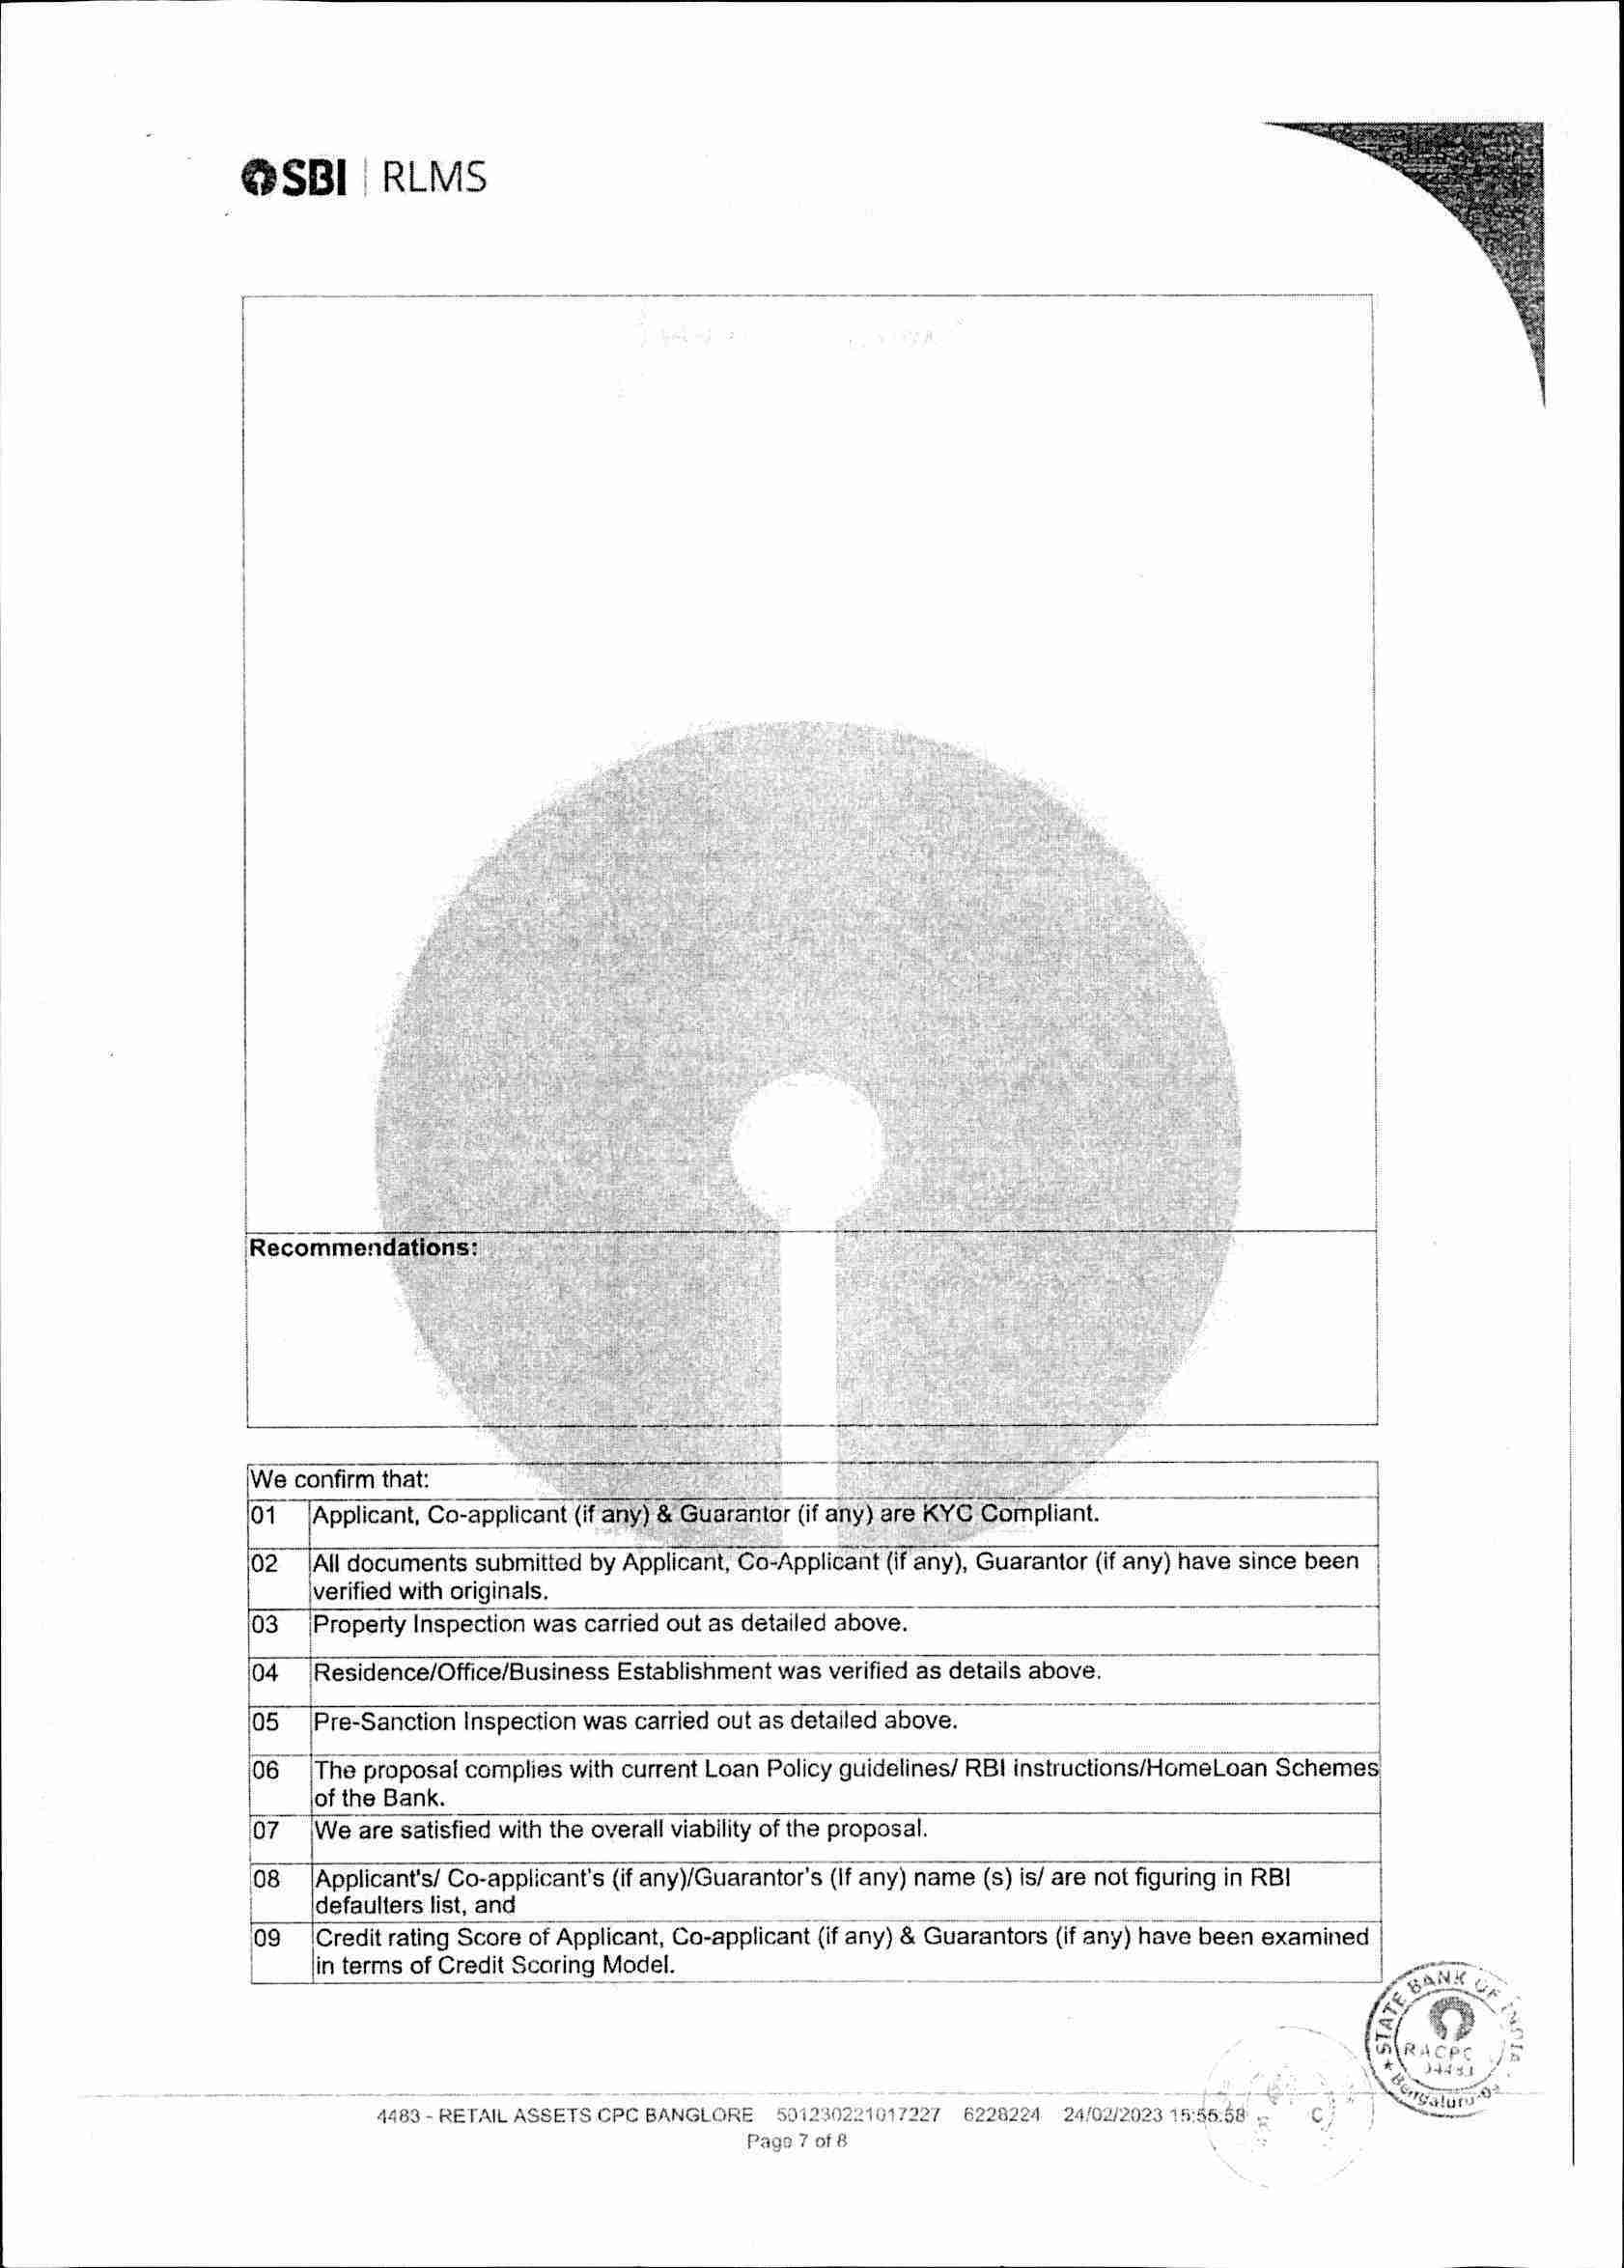 SBI | RLMS
Recommendations:
We confirm that:
01 Applicant, Co-applicant (if any) & Guarantor (if any) are KYC Compliant.
02 All documents submitted by Applicant, Co-Applicant (if any), Guarantor (if any) have since been
verified with originals.
03 Property Inspection was carried out as detailed above.
04 Residence/Office/Business Establishment was verified as details above.
05 Pre-Sanction Inspection was carried out as detailed above.
06 The proposal complies with current Loan Policy guidelines/ RBI instructions/HomeLoan Schemes
of the Bank.
07 We are satisfied with the overall viability of the proposal.
08 Applicant's/ Co-applicant's (if any)/Guarantor's (If any) name (s) is/ are not figuring in RBI
defaulters list, and
09 Credit rating Score of Applicant, Co-applicant (if any) & Guarantors (if any) have been examined
in terms of Credit Scoring Model.
STATE BANK OF INDIA
RACPC
Bengaluru
4483 - RETAIL ASSETS CPC BANGLORE 501230221017227 6228224 24/02/2023 15:55:58
Page 7 of 8